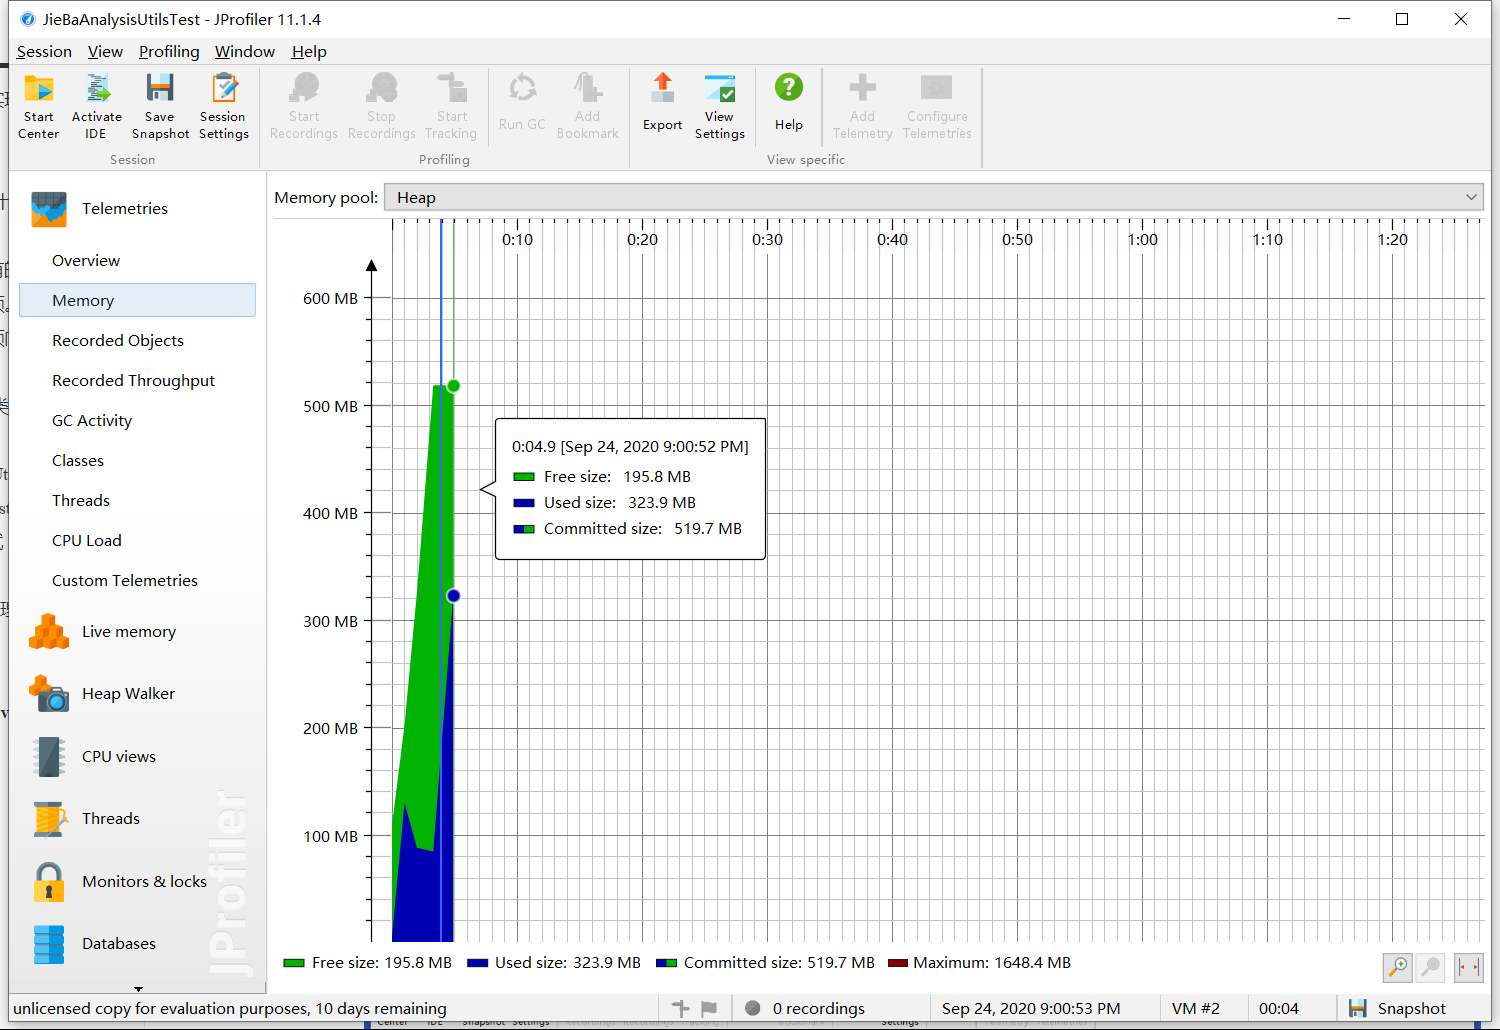 JieBaAnalysisUtilsTest - JProfiler 11.1.4
Session View Profiling Window Help
Start Center
Activate IDE
Save Snapshot
Session Settings
Start Recordings
Stop Recordings
Start Tracking
Run GC
Add Bookmark
Export
View Settings
Help
Add Telemetry
Configure Telemetries
Session
Profiling
View specific
Telemetries
Overview
Memory
Recorded Objects
Recorded Throughput
GC Activity
Classes
Threads
CPU Load
Custom Telemetries
Live memory
Heap Walker
CPU views
Threads
Monitors & locks
Databases
JProfiler
Memory pool: Heap
0:10 0:20 0:30 0:40 0:50 1:00 1:10 1:20
600 MB
500 MB
400 MB
300 MB
200 MB
100 MB
0:04.9 [Sep 24, 2020 9:00:52 PM]
Free size: 195.8 MB
Used size: 323.9 MB
Committed size: 519.7 MB
Free size: 195.8 MB Used size: 323.9 MB Committed size: 519.7 MB Maximum: 1648.4 MB
unlicensed copy for evaluation purposes, 10 days remaining
0 recordings
Sep 24, 2020 9:00:53 PM
VM #2
00:04
Snapshot